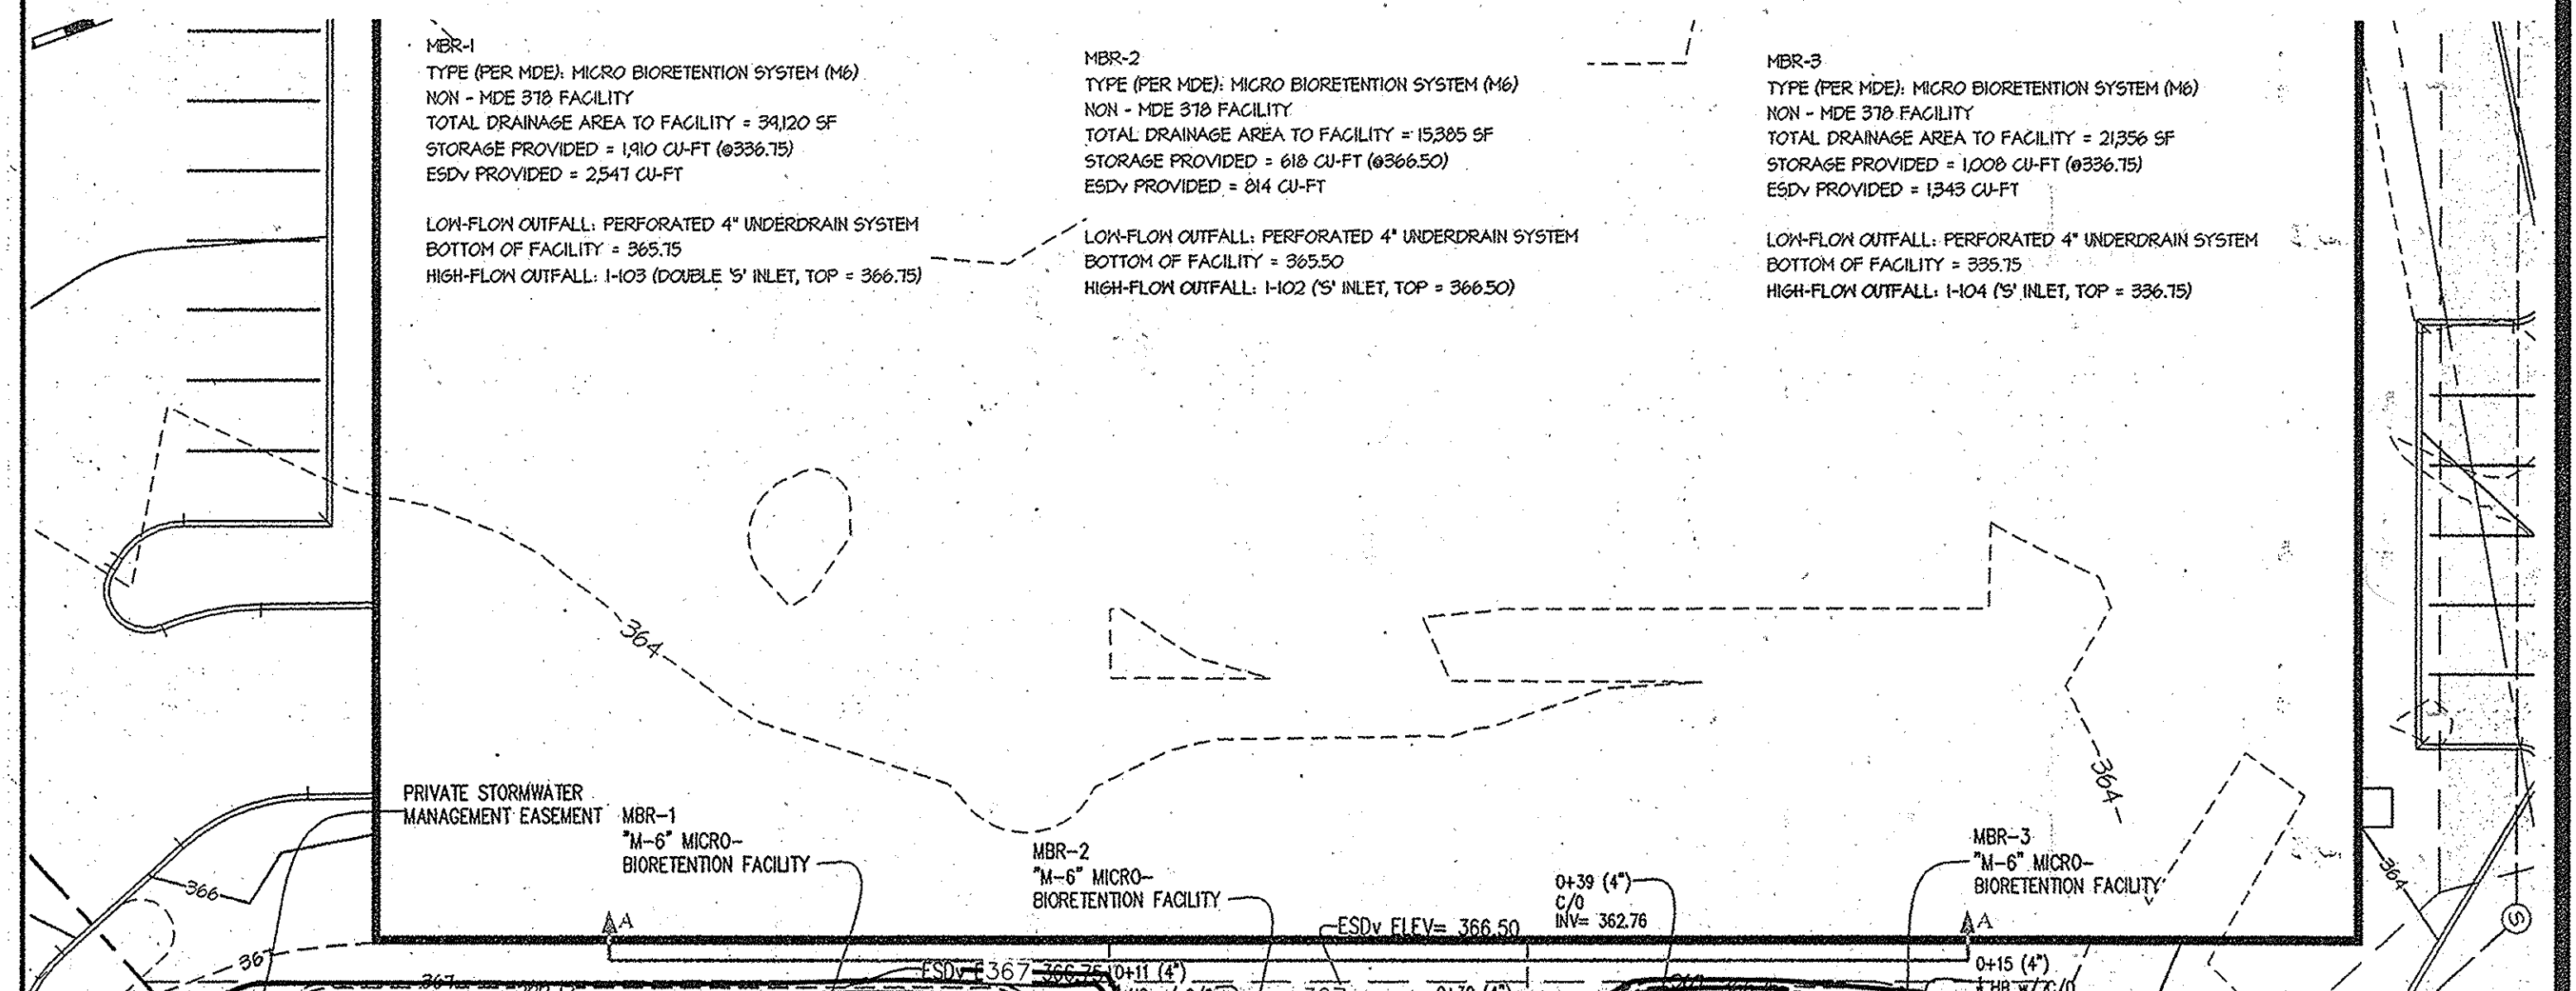 MBR-1
TYPE (PER MDE): MICRO BIORETENTION SYSTEM (M6)
NON - MDE 378 FACILITY
TOTAL DRAINAGE AREA TO FACILITY = 39,120 SF
STORAGE PROVIDED = 1,910 CU-FT (@336.75)
ESDv PROVIDED = 2,547 CU-FT
LOW-FLOW OUTFALL: PERFORATED 4" UNDERDRAIN SYSTEM
BOTTOM OF FACILITY = 365.75
HIGH-FLOW OUTFALL: I-103 (DOUBLE 'S' INLET, TOP = 366.75)
MBR-2
TYPE (PER MDE): MICRO BIORETENTION SYSTEM (M6)
NON - MDE 378 FACILITY
TOTAL DRAINAGE AREA TO FACILITY = 15,385 SF
STORAGE PROVIDED = 618 CU-FT (@366.50)
ESDv PROVIDED = 814 CU-FT
LOW-FLOW OUTFALL: PERFORATED 4" UNDERDRAIN SYSTEM
BOTTOM OF FACILITY = 365.50
HIGH-FLOW OUTFALL: I-102 ('S' INLET, TOP = 366.50)
MBR-3
TYPE (PER MDE): MICRO BIORETENTION SYSTEM (M6)
NON - MDE 378 FACILITY
TOTAL DRAINAGE AREA TO FACILITY = 21,356 SF
STORAGE PROVIDED = 1,008 CU-FT (@336.75)
ESDv PROVIDED = 1,343 CU-FT
LOW-FLOW OUTFALL: PERFORATED 4" UNDERDRAIN SYSTEM
BOTTOM OF FACILITY = 335.75
HIGH-FLOW OUTFALL: I-104 ('S' INLET, TOP = 336.75)
364
364
PRIVATE STORMWATER
MANAGEMENT EASEMENT
MBR-1
"M-6" MICRO-
BIORETENTION FACILITY
MBR-2
"M-6" MICRO-
BIORETENTION FACILITY
0+39 (4")
C/O
INV= 362.76
MBR-3
"M-6" MICRO-
BIORETENTION FACILITY
366
364
S
A
ESDv ELEV= 366.50
A
367
367
ESDv E367 366.75
0+11 (4")
0+15 (4")
367